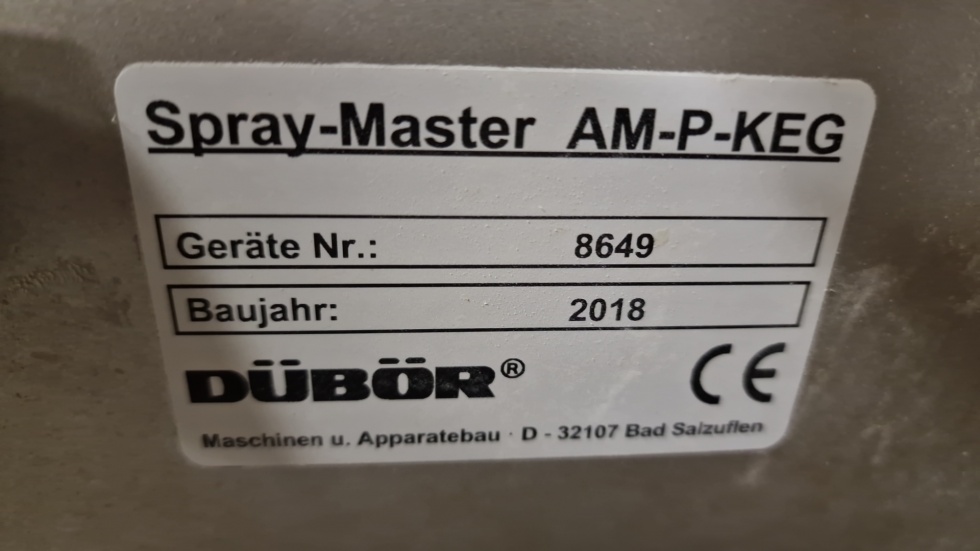 Spray-Master AM-P-KEG
Geräte Nr.: 8649
Baujahr: 2018
DÜBÖR®
CE
Maschinen u. Apparatebau · D - 32107 Bad Salzuflen